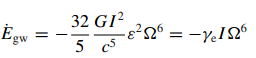 Ė_gw = −(32/5)(GI²/c⁵)ε²Ω⁶ = −γ_e IΩ⁶